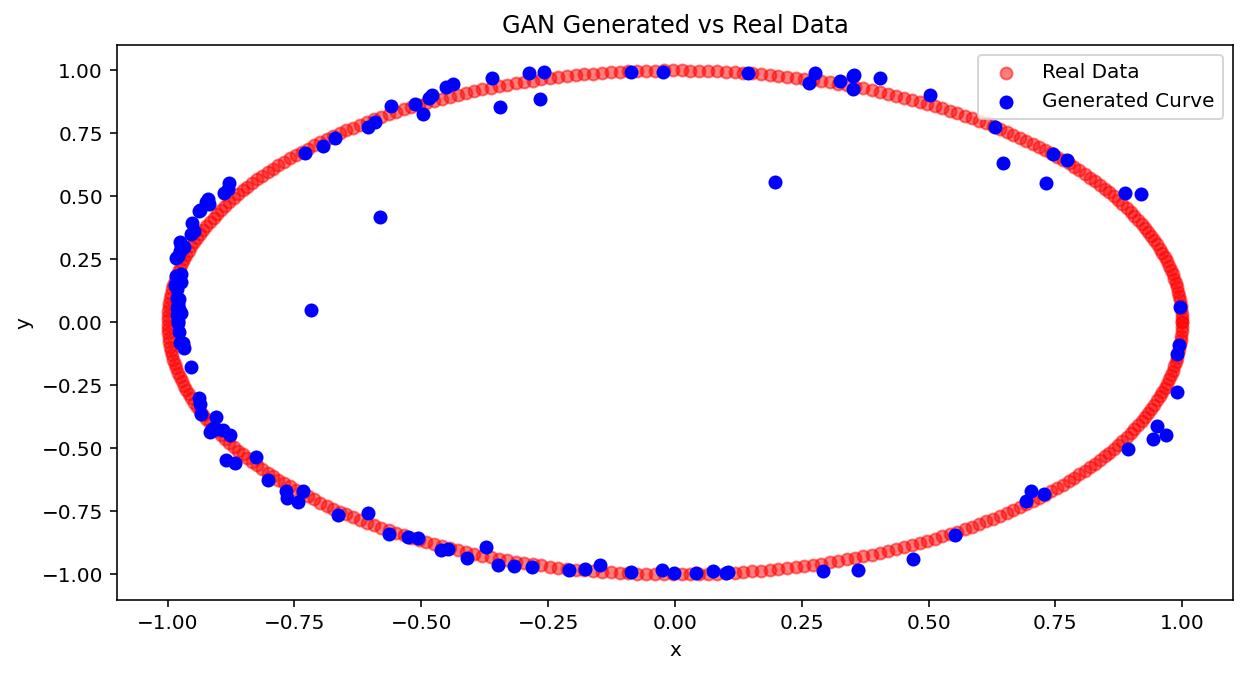 GAN Generated vs Real Data
Real Data
Generated Curve
1.00
0.75
0.50
0.25
0.00
−0.25
−0.50
−0.75
−1.00
y
−1.00 −0.75 −0.50 −0.25 0.00 0.25 0.50 0.75 1.00
x